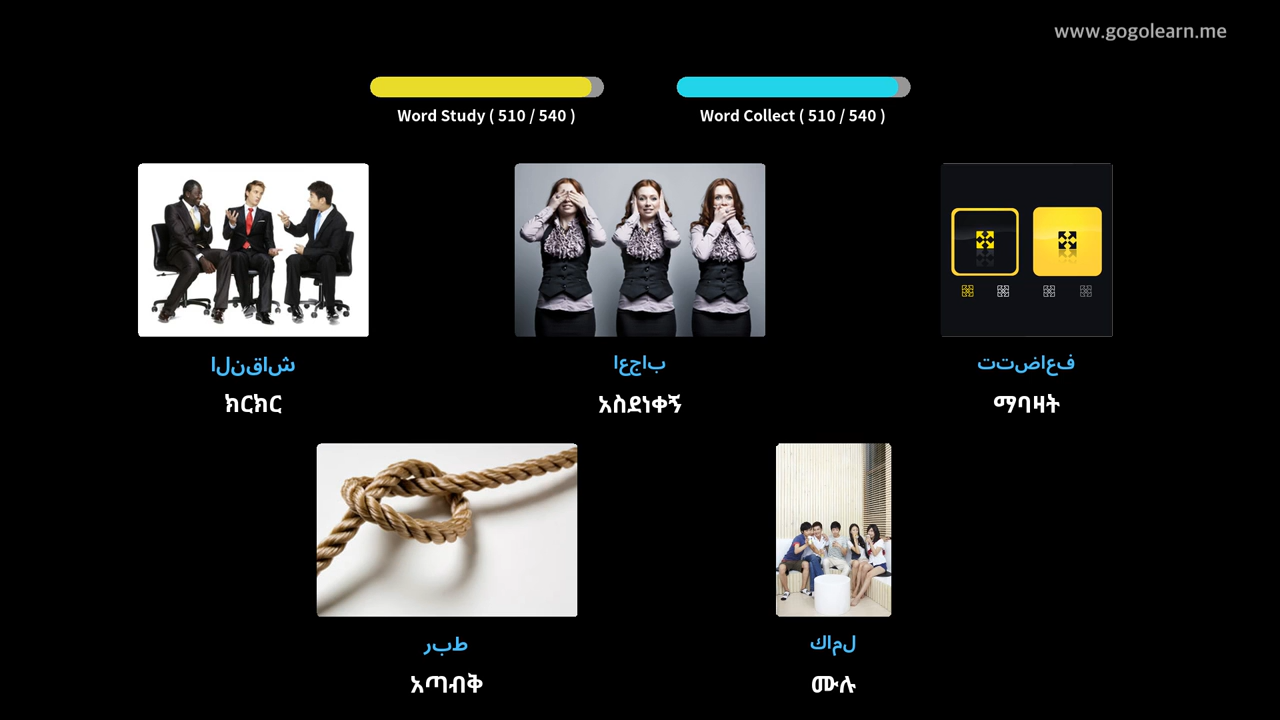 www.gogolearn.me
Word Study ( 510 / 540 )
Word Collect ( 510 / 540 )
النقاش
اعجاب
تتضاعف
ክርክር
አስደነቀኝ
ማባዛት
ربط
كامل
አጣብቅ
ሙሉ